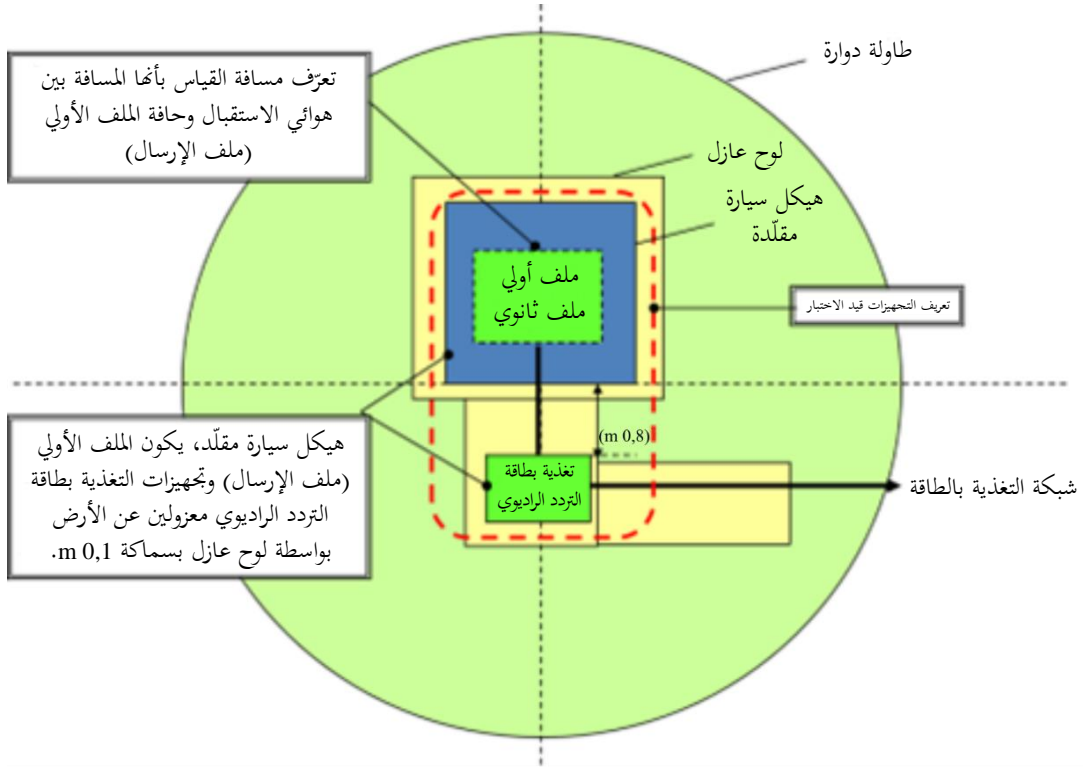 طاولة دوارة
تعرّف مسافة القياس بأنها المسافة بين
هوائي الاستقبال وحافة الملف الأولي
(ملف الإرسال)
لوح عازل
هيكل سيارة
مقلّدة
ملف أولي
ملف ثانوي
تعريف التجهيزات قيد الاختبار
هيكل سيارة مقلّد، يكون الملف الأولي
(ملف الإرسال) وتجهيزات التغذية بطاقة
التردد الراديوي معزولين عن الأرض
بواسطة لوح عازل بسماكة 0,1 m.
(m 0,8)
تغذية بطاقة
التردد الراديوي
شبكة التغذية بالطاقة